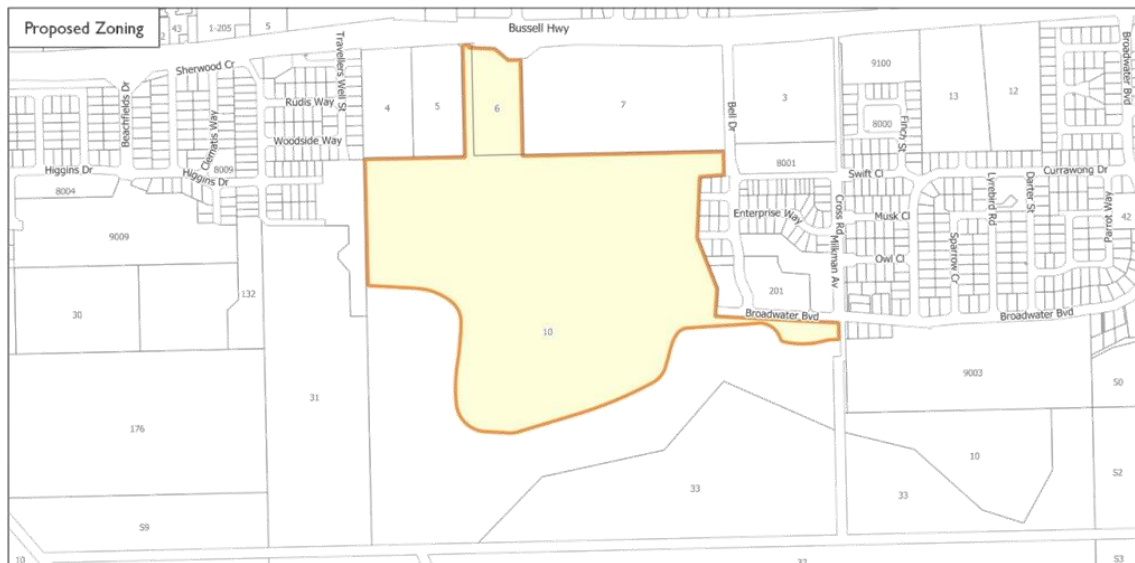 Proposed Zoning
43
1-205
5
Bussell Hwy
Beachfields Dr
Sherwood Cr
Travellers Well St
Rudis Way
Clematis Way
Woodside Way
Higgins Dr
8009
Higgins Dr
8004
9009
132
30
31
176
59
10
4
5
6
7
Bell Dr
3
8001
9100
8000
Finch St
13
12
Broadwater Blvd
Swift Cl
Currawong Dr
Enterprise Way
Cross Rd
Milkman Av
Musk Cl
Owl Cl
Sparrow Cr
Lyrebird Rd
Darter St
Parrot Way
42
201
Broadwater Bvd
Broadwater Bvd
10
9003
50
33
33
10
52
32
53